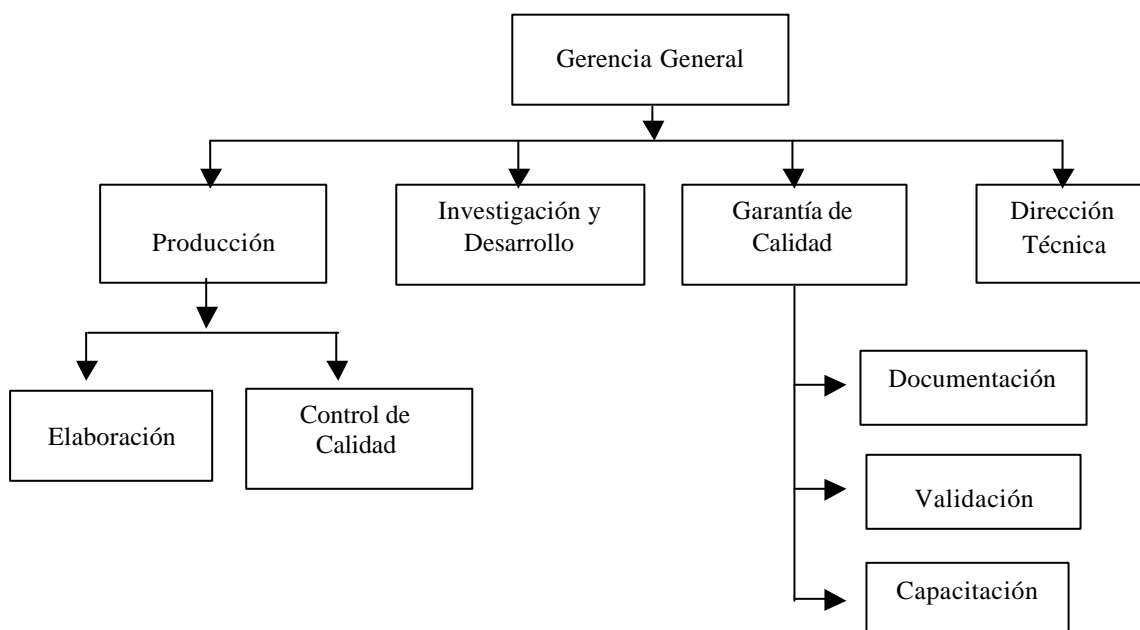 Gerencia General
Producción
Investigación y
Desarrollo
Garantía de
Calidad
Dirección
Técnica
Elaboración
Control de
Calidad
Documentación
Validación
Capacitación